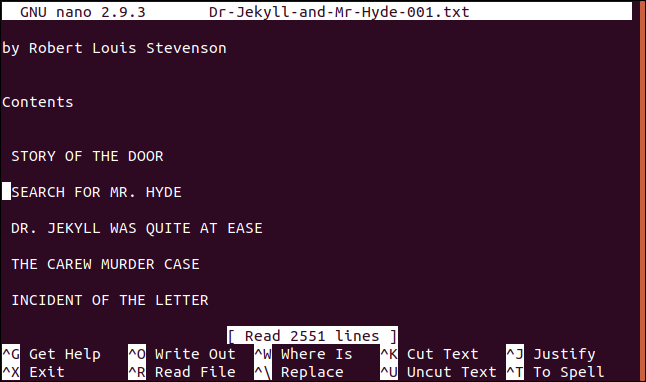 GNU nano 2.9.3 Dr-Jekyll-and-Mr-Hyde-001.txt
by Robert Louis Stevenson
Contents
STORY OF THE DOOR
SEARCH FOR MR. HYDE
DR. JEKYLL WAS QUITE AT EASE
THE CAREW MURDER CASE
INCIDENT OF THE LETTER
[ Read 2551 lines ]
^G Get Help ^O Write Out ^W Where Is ^K Cut Text ^J Justify
^X Exit ^R Read File ^\ Replace ^U Uncut Text ^T To Spell